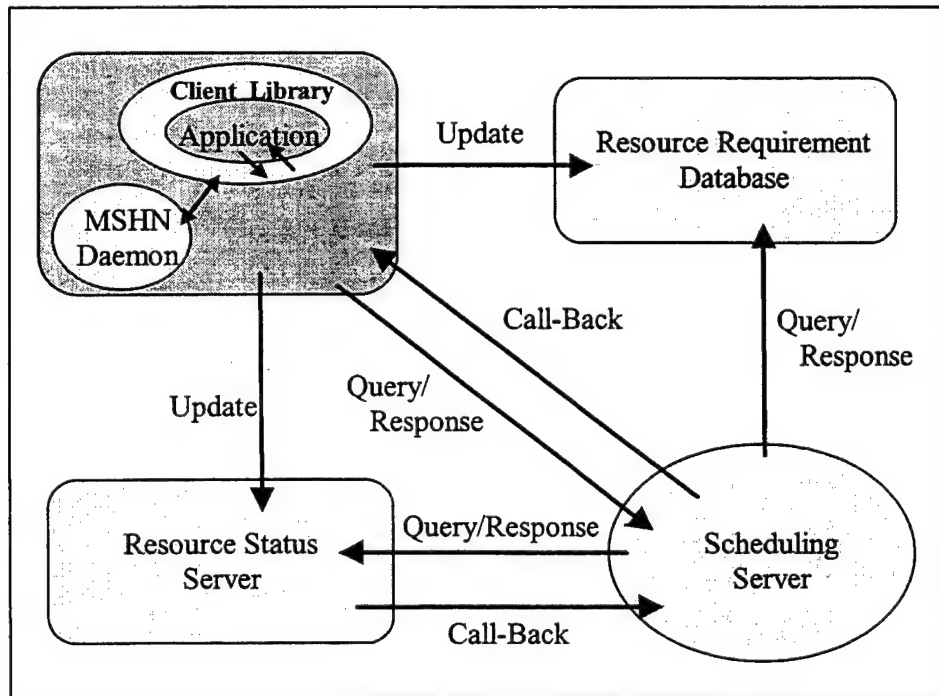 Client Library
Application
MSHN
Daemon
Update
Resource Requirement
Database
Call-Back
Query/
Response
Query/
Response
Update
Resource Status
Server
Query/Response
Call-Back
Scheduling
Server